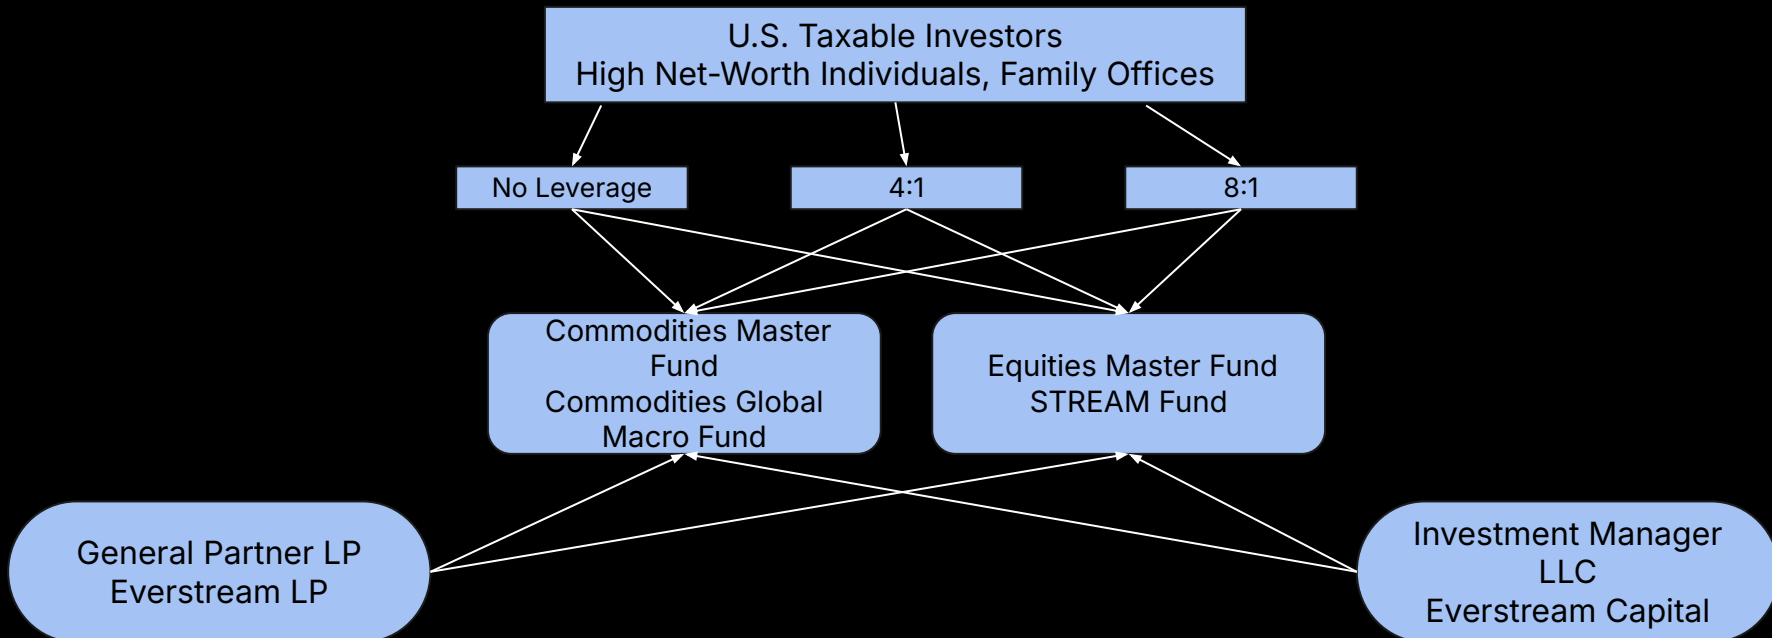 U.S. Taxable Investors
High Net-Worth Individuals, Family Offices
No Leverage
4:1
8:1
Commodities Master
Fund
Commodities Global
Macro Fund
Equities Master Fund
STREAM Fund
General Partner LP
Everstream LP
Investment Manager
LLC
Everstream Capital